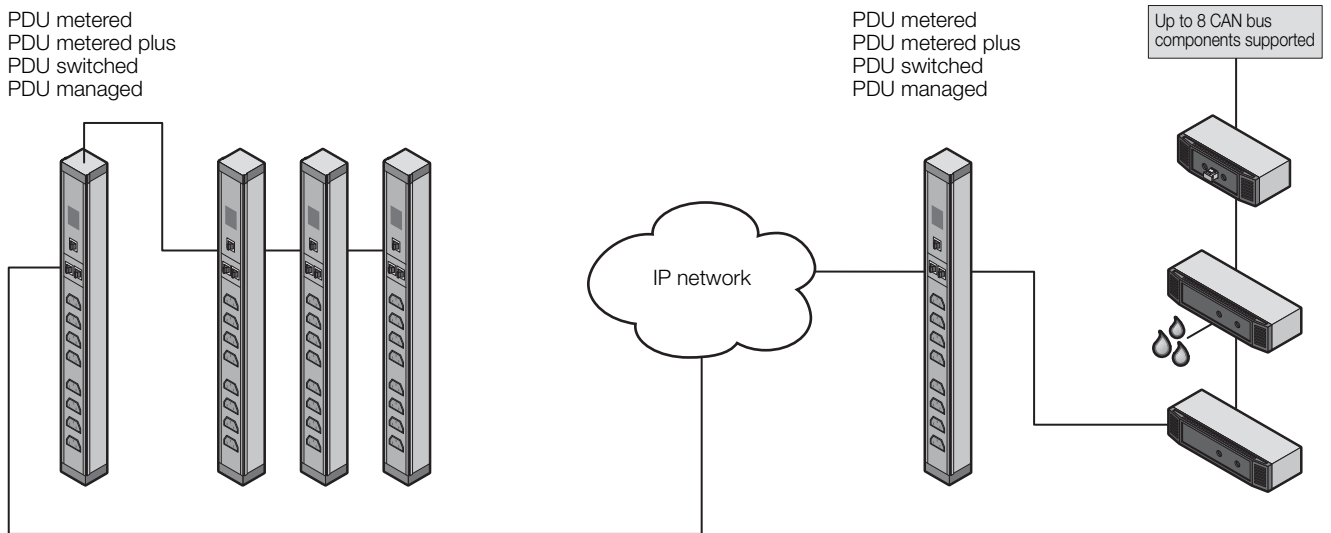 PDU metered
PDU metered plus
PDU switched
PDU managed
PDU metered
PDU metered plus
PDU switched
PDU managed
Up to 8 CAN bus
components supported
IP network